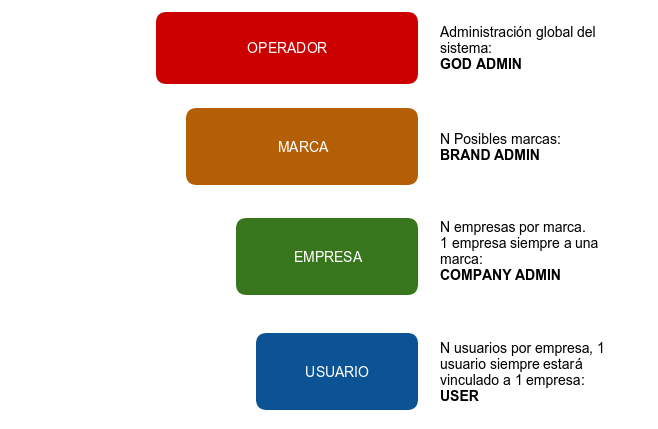 OPERADOR
Administración global del
sistema:
GOD ADMIN
MARCA
N Posibles marcas:
BRAND ADMIN
EMPRESA
N empresas por marca.
1 empresa siempre a una
marca:
COMPANY ADMIN
USUARIO
N usuarios por empresa, 1
usuario siempre estará
vinculado a 1 empresa:
USER